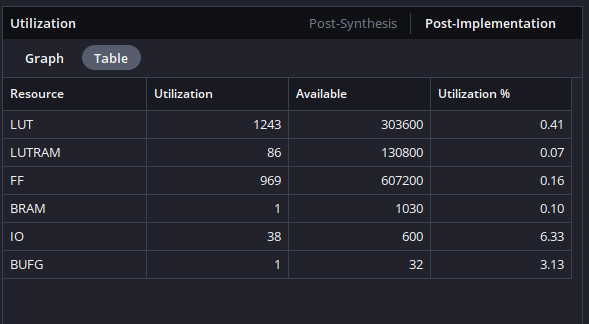 Utilization Post-Synthesis Post-Implementation
Graph Table
Resource Utilization Available Utilization %
LUT 1243 303600 0.41
LUTRAM 86 130800 0.07
FF 969 607200 0.16
BRAM 1 1030 0.10
IO 38 600 6.33
BUFG 1 32 3.13